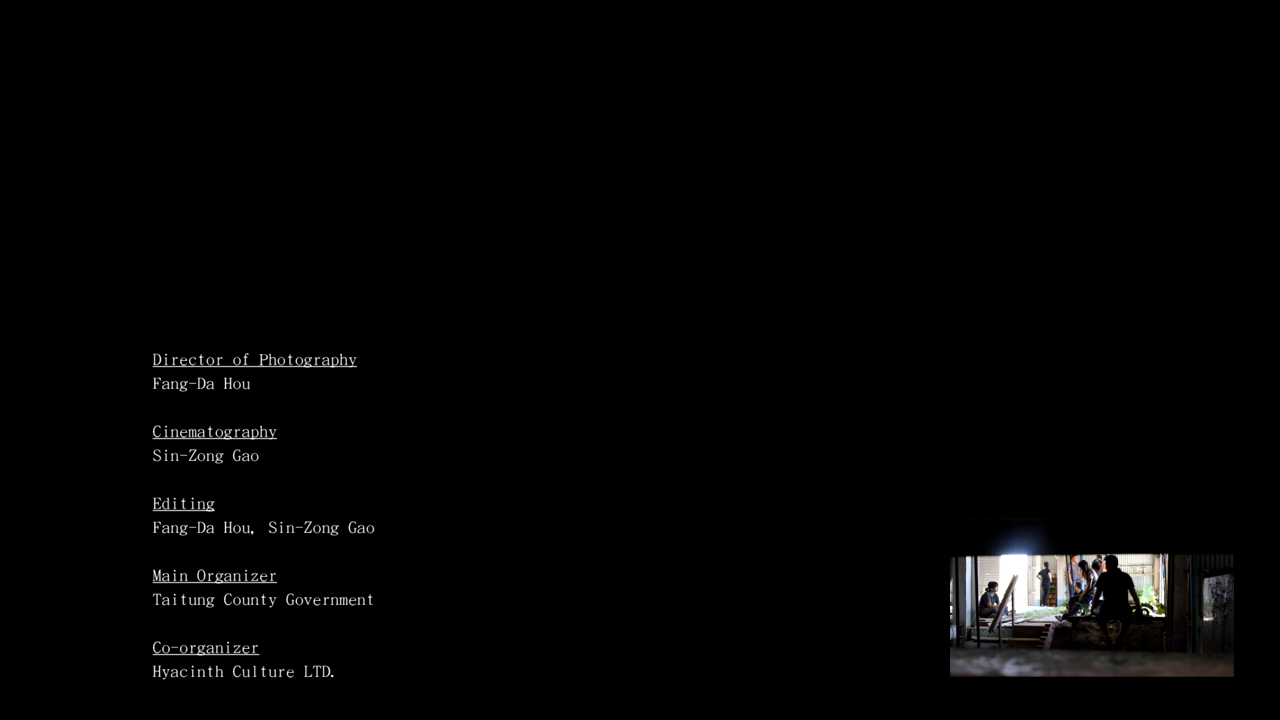 Director of Photography
Fang-Da Hou
Cinematography
Sin-Zong Gao
Editing
Fang-Da Hou, Sin-Zong Gao
Main Organizer
Taitung County Government
Co-organizer
Hyacinth Culture LTD.